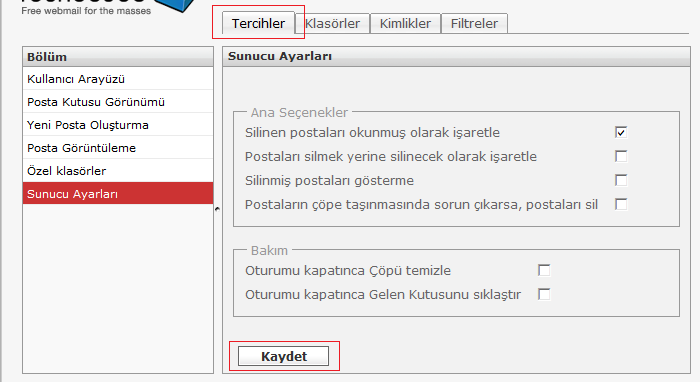 Free webmail for the masses
Tercihler Klasörler Kimlikler Filtreler
Bölüm
Kullanıcı Arayüzü
Posta Kutusu Görünümü
Yeni Posta Oluşturma
Posta Görüntüleme
Özel klasörler
Sunucu Ayarları
Sunucu Ayarları
Ana Seçenekler
Silinen postaları okunmuş olarak işaretle
Postaları silmek yerine silinecek olarak işaretle
Silinmiş postaları gösterme
Postaların çöpe taşınmasında sorun çıkarsa, postaları sil
Bakım
Oturumu kapatınca Çöpü temizle
Oturumu kapatınca Gelen Kutusunu sıklaştır
Kaydet